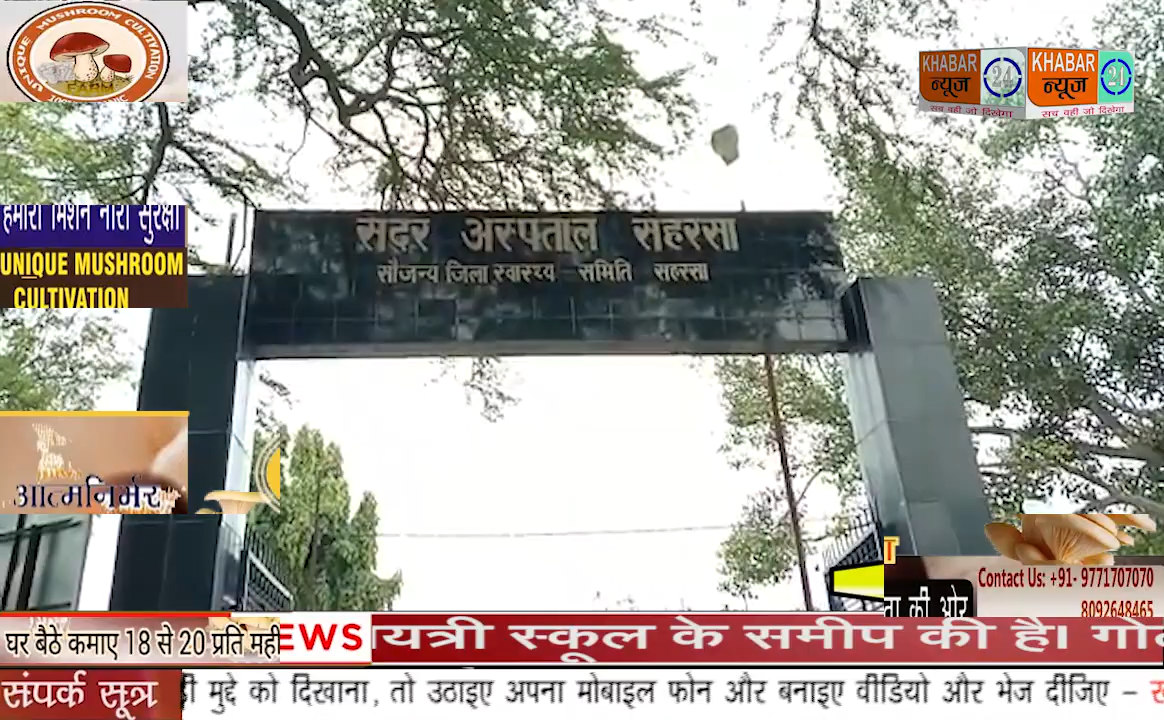 UNIQUE MUSHROOM CULTIVATION
FARM
KHABAR
न्यूज
24
सच वही जो दिखेगा
KHABAR
न्यूज
21
सच वही जो दिखेगा
हमारा मिशन नारी सुरक्षा
UNIQUE MUSHROOM
CULTIVATION
सदर अस्पताल सहरसा
सौजन्य जिला स्वास्थ्य समिति सहरसा
आत्मनिर्भर
Contact Us: +91- 9771707070
8092648465
की ओर
घर बैठे कमाए 18 से 20 प्रति मही
EWS
यत्री स्कूल के समीप की है। गो
संपर्क सूत्र
मुद्दे को दिखाना, तो उठाइए अपना मोबाइल फोन और बनाइए वीडियो और भेज दीजिए –